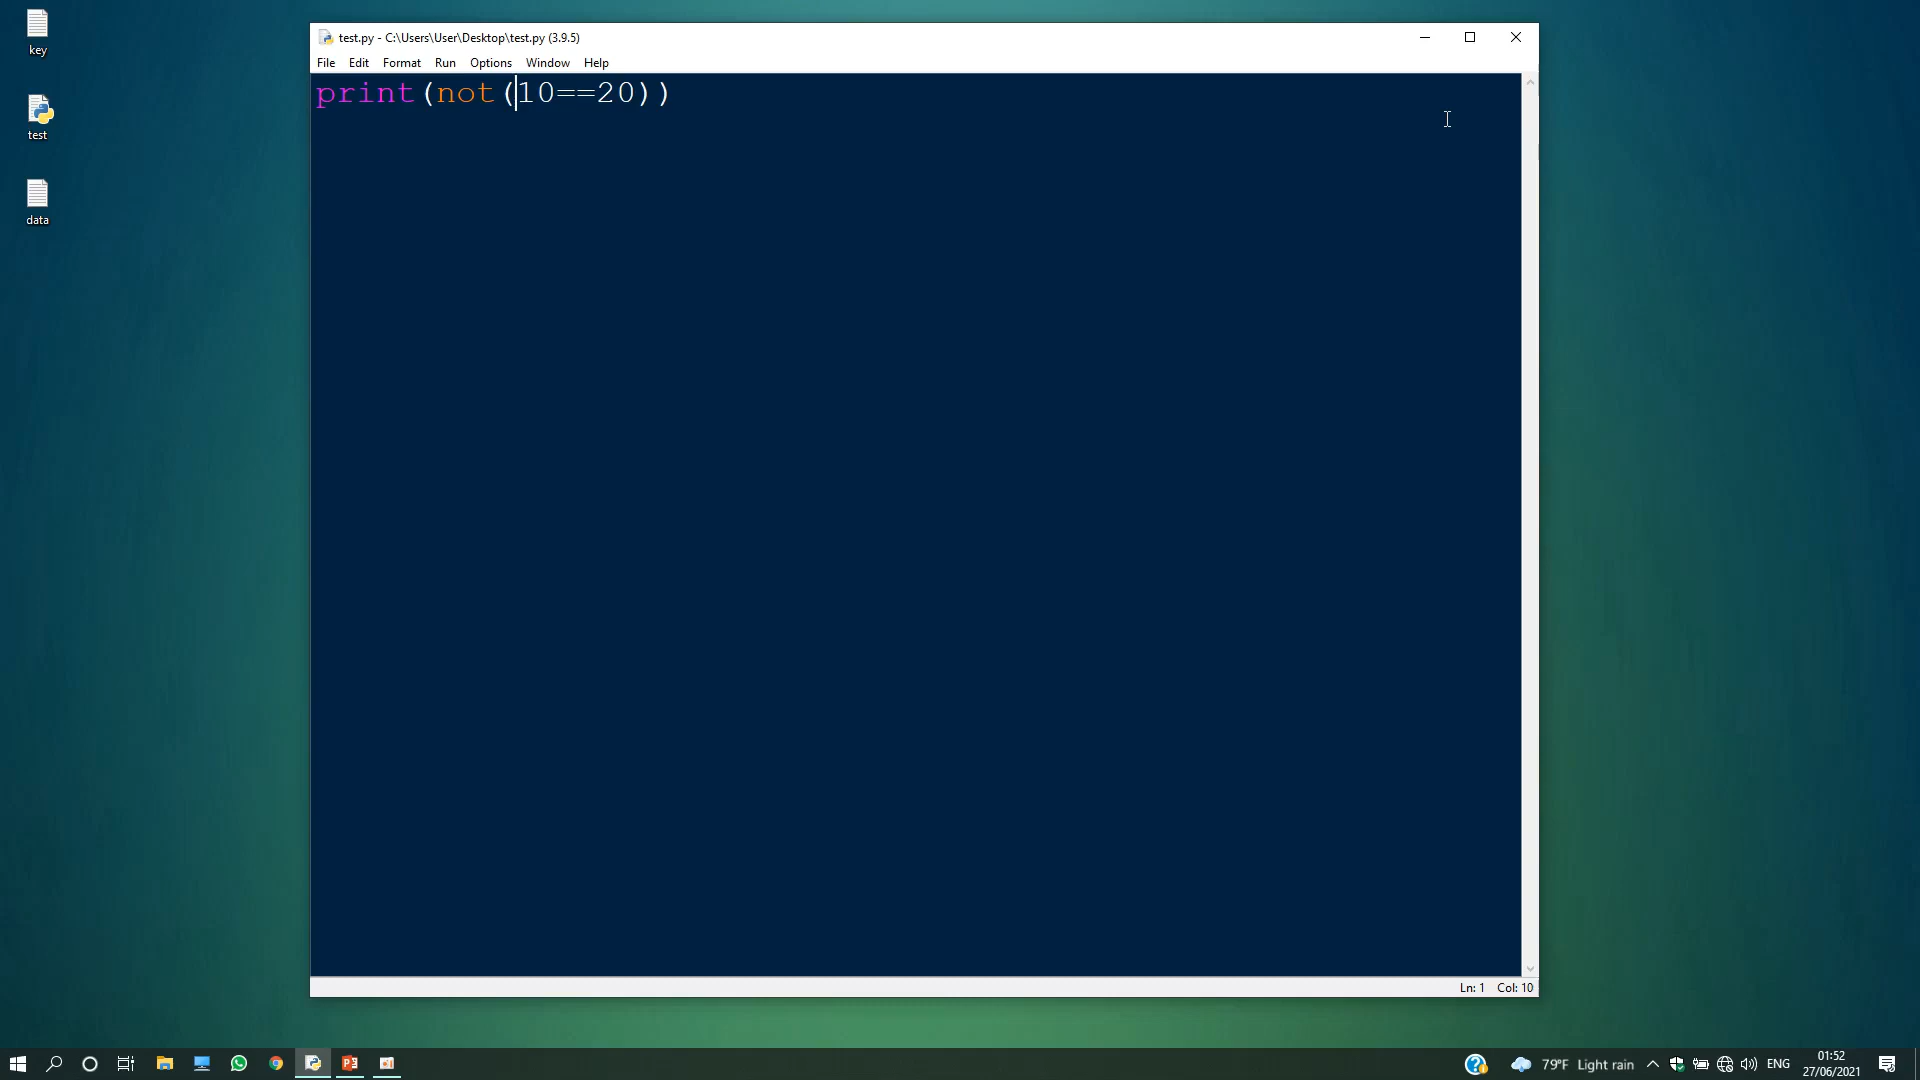 key
test
data
test.py - C:\Users\User\Desktop\test.py (3.9.5)
File Edit Format Run Options Window Help
print(not(10==20))
Ln: 1 Col: 10
79°F Light rain
ENG
01:52
27/06/2021